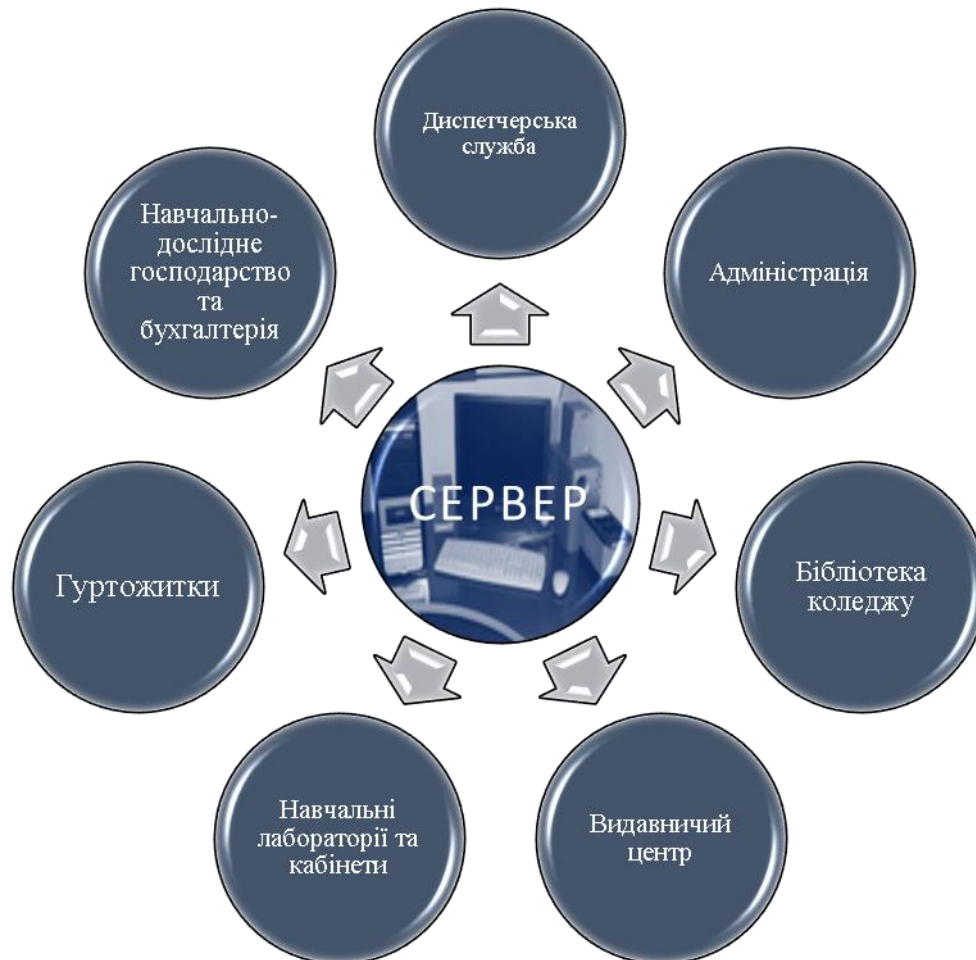 Диспетчерська
служба
Адміністрація
Бібліотека
коледжу
Видавничий
центр
Навчальні
лабораторії та
кабінети
Гуртожитки
Навчально-
дослідне
господарство
та
бухгалтерія
СЕРВЕР